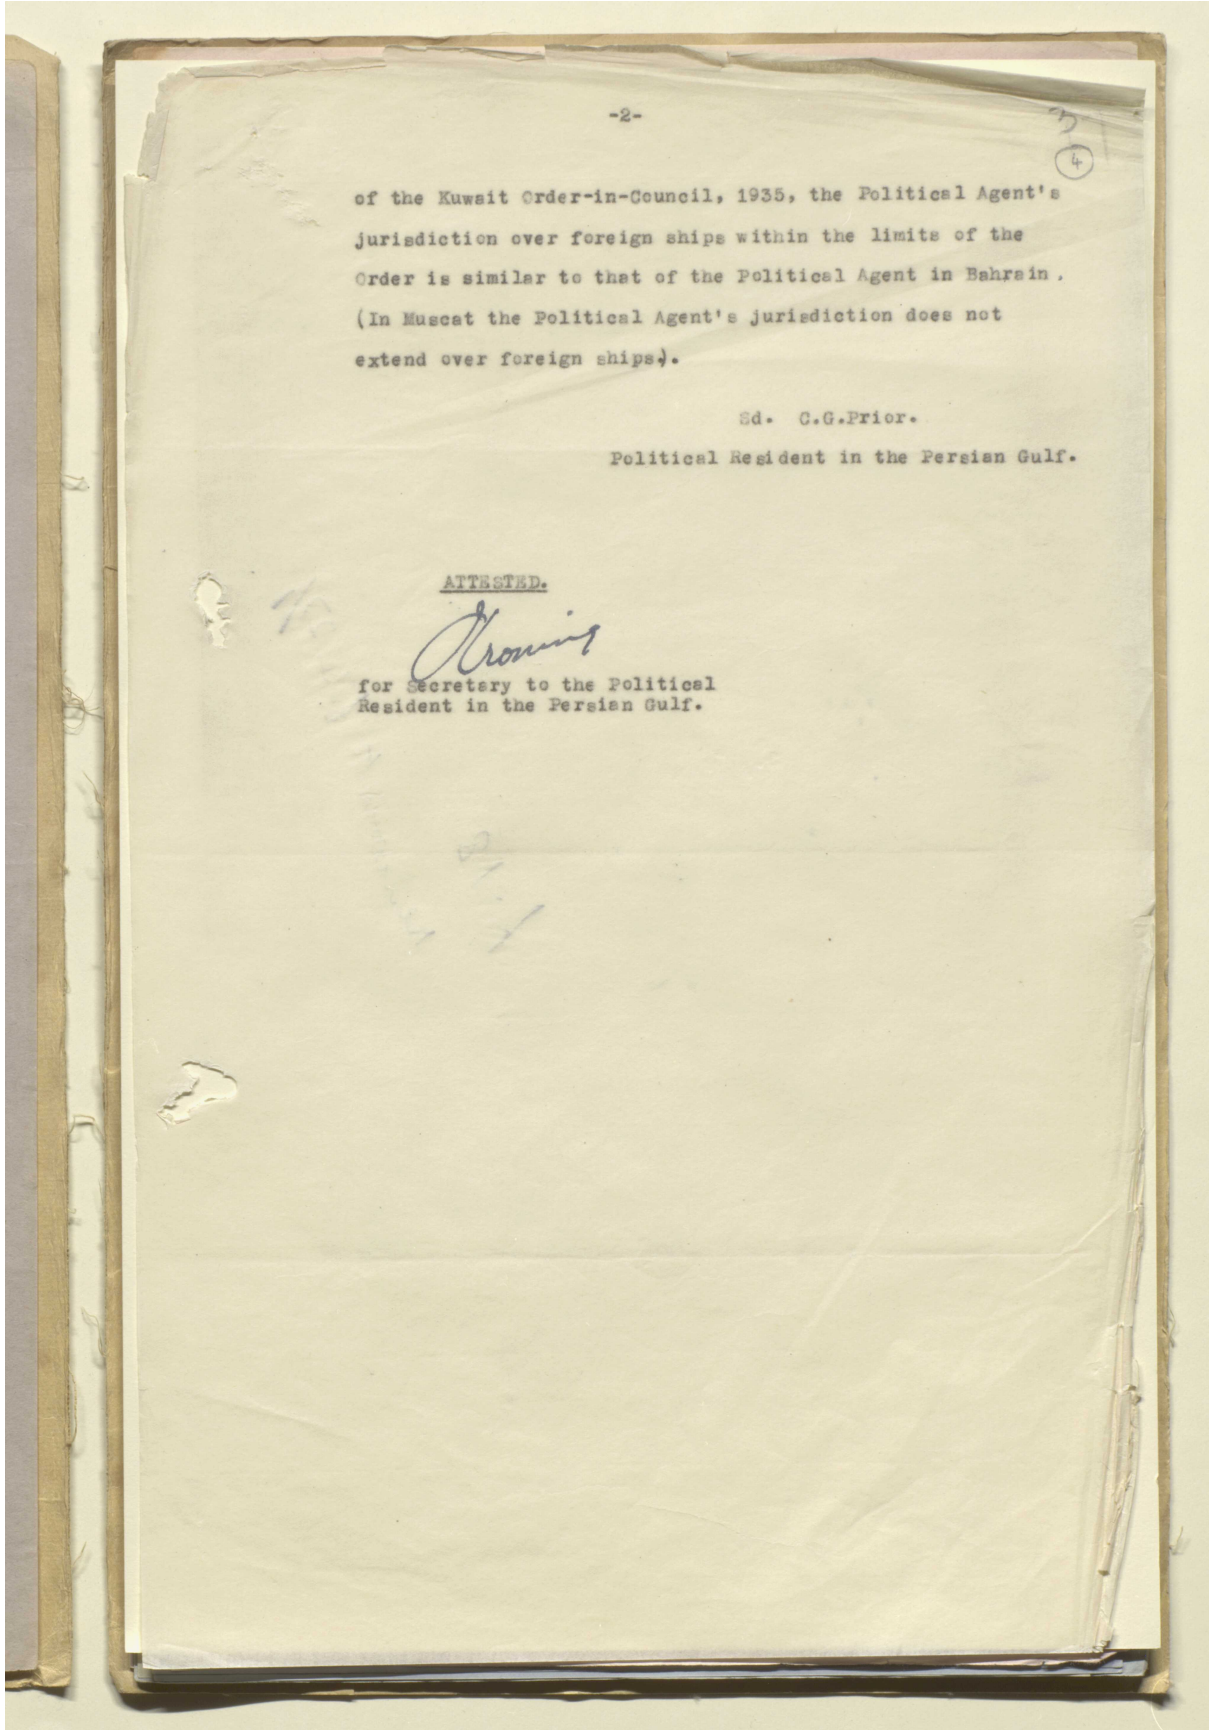 -2-
3
4
of the Kuwait Order-in-Council, 1935, the Political Agent's
jurisdiction over foreign ships within the limits of the
Order is similar to that of the Political Agent in Bahrain.
(In Muscat the Political Agent's jurisdiction does not
extend over foreign ships).
Sd. C.G.Prior.
Political Resident in the Persian Gulf.
ATTESTED.
for Secretary to the Political
Resident in the Persian Gulf.